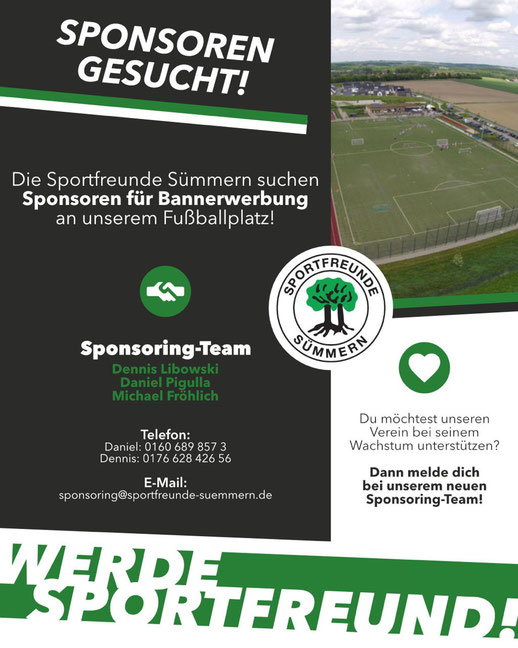 SPONSOREN
GESUCHT!
Die Sportfreunde Sümmern suchen
Sponsoren für Bannerwerbung
an unserem Fußballplatz!
SPORTFREUNDE
SÜMMERN
Sponsoring-Team
Dennis Libowski
Daniel Pigulla
Michael Fröhlich
Telefon:
Daniel: 0160 689 857 3
Dennis: 0176 628 426 56
E-Mail:
sponsoring@sportfreunde-suemmern.de
Du möchtest unseren
Verein bei seinem
Wachstum unterstützen?
Dann melde dich
bei unserem neuen
Sponsoring-Team!
WERDE
SPORTFREUND!